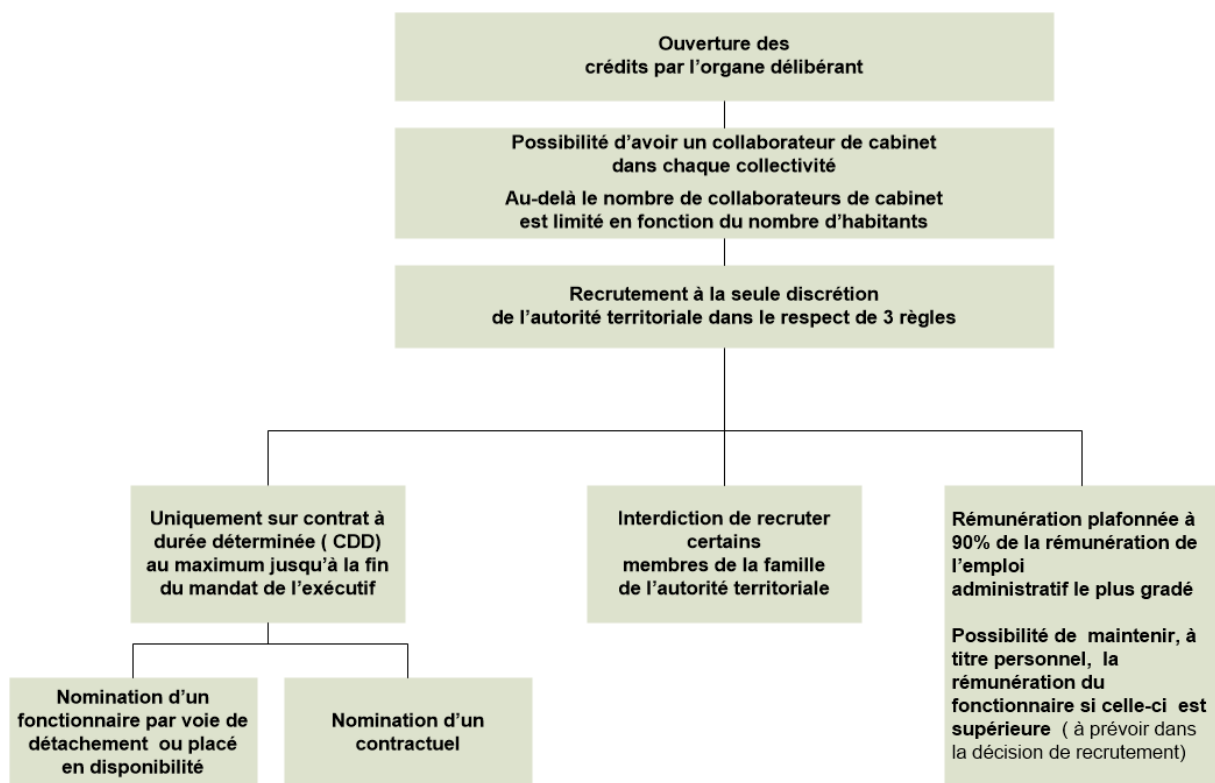 Ouverture des
crédits par l’organe délibérant
Possibilité d’avoir un collaborateur de cabinet
dans chaque collectivité
Au-delà le nombre de collaborateurs de cabinet
est limité en fonction du nombre d’habitants
Recrutement à la seule discrétion
de l’autorité territoriale dans le respect de 3 règles
Uniquement sur contrat à
durée déterminée ( CDD)
au maximum jusqu’à la fin
du mandat de l’exécutif
Interdiction de recruter
certains
membres de la famille
de l’autorité territoriale
Rémunération plafonnée à
90% de la rémunération de
l’emploi
administratif le plus gradé
Possibilité de maintenir, à
titre personnel, la
rémunération du
fonctionnaire si celle-ci est
supérieure ( à prévoir dans
la décision de recrutement)
Nomination d’un
fonctionnaire par voie de
détachement ou placé
en disponibilité
Nomination d’un
contractuel